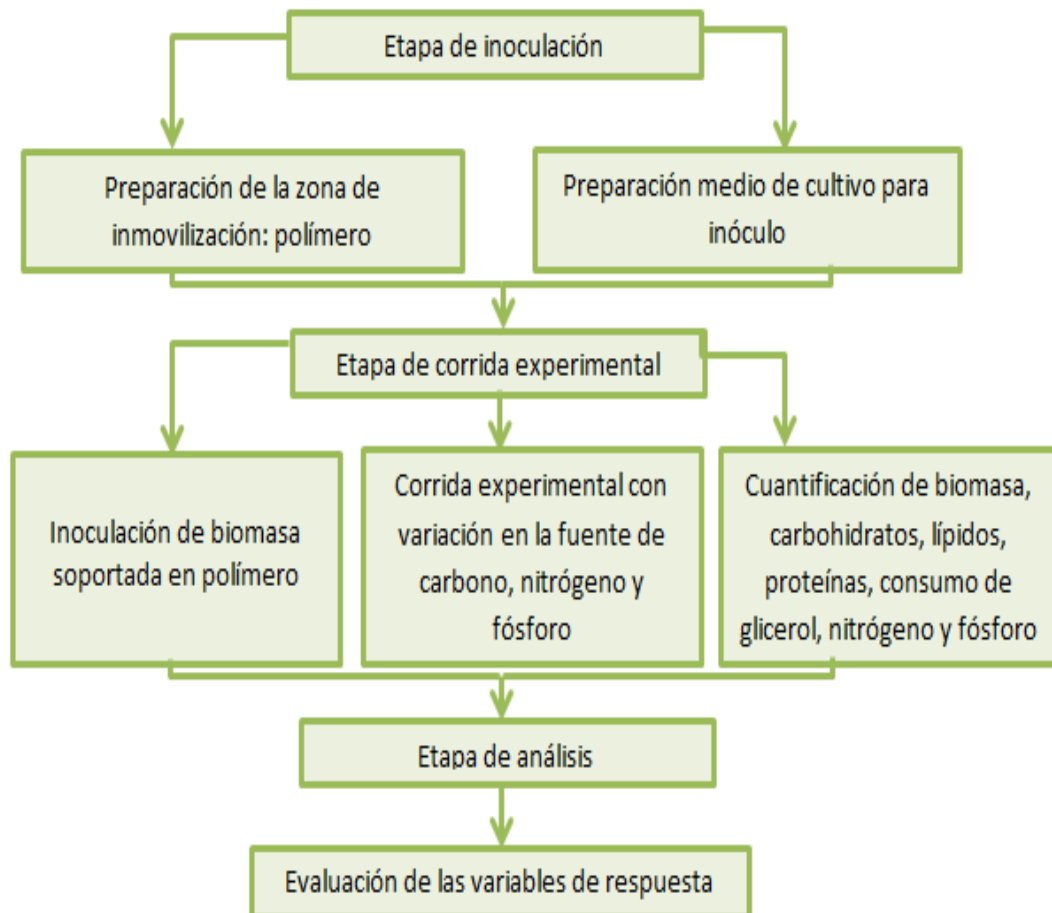 Etapa de inoculación
Preparación de la zona de
inmovilización: polímero
Preparación medio de cultivo para
inóculo
Etapa de corrida experimental
Inoculación de biomasa
soportada en polímero
Corrida experimental con
variación en la fuente de
carbono, nitrógeno y
fósforo
Cuantificación de biomasa,
carbohidratos, lípidos,
proteínas, consumo de
glicerol, nitrógeno y fósforo
Etapa de análisis
Evaluación de las variables de respuesta